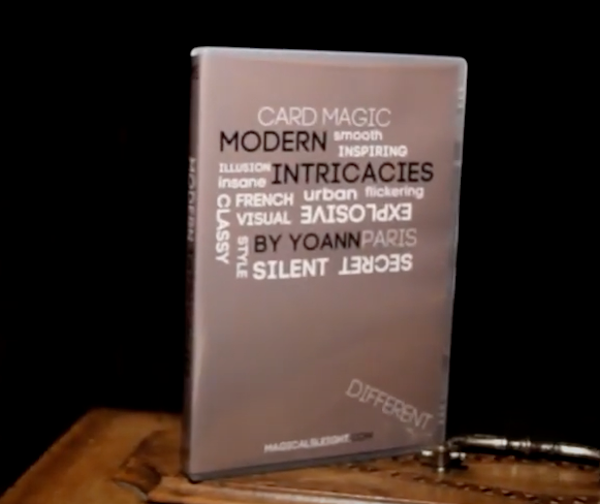 CARD MAGIC
MODERN smooth
INSPIRING
ILLUSION INTRICACIES
insane
FRENCH urban flickering
CLASSY
VISUAL EXPLOSIVE
STYLE
BY YOANN PARIS
SILENT SECRET
DIFFERENT
MAGICALSLEIGHT.COM
MODERN